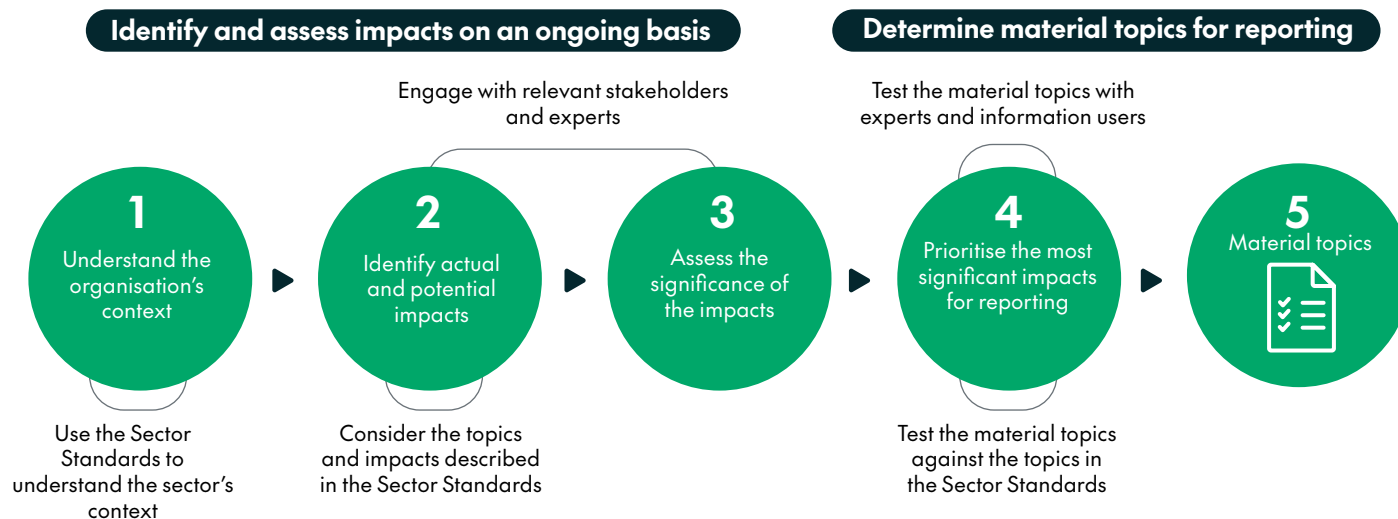 Identify and assess impacts on an ongoing basis
Determine material topics for reporting
Engage with relevant stakeholders
and experts
Test the material topics with
experts and information users
1
Understand the
organisation's
context
2
Identify actual
and potential
impacts
3
Assess the
significance of
the impacts
4
Prioritise the most
significant impacts
for reporting
5
Material topics
Use the Sector
Standards to
understand the sector's
context
Consider the topics
and impacts described
in the Sector Standards
Test the material topics
against the topics in
the Sector Standards